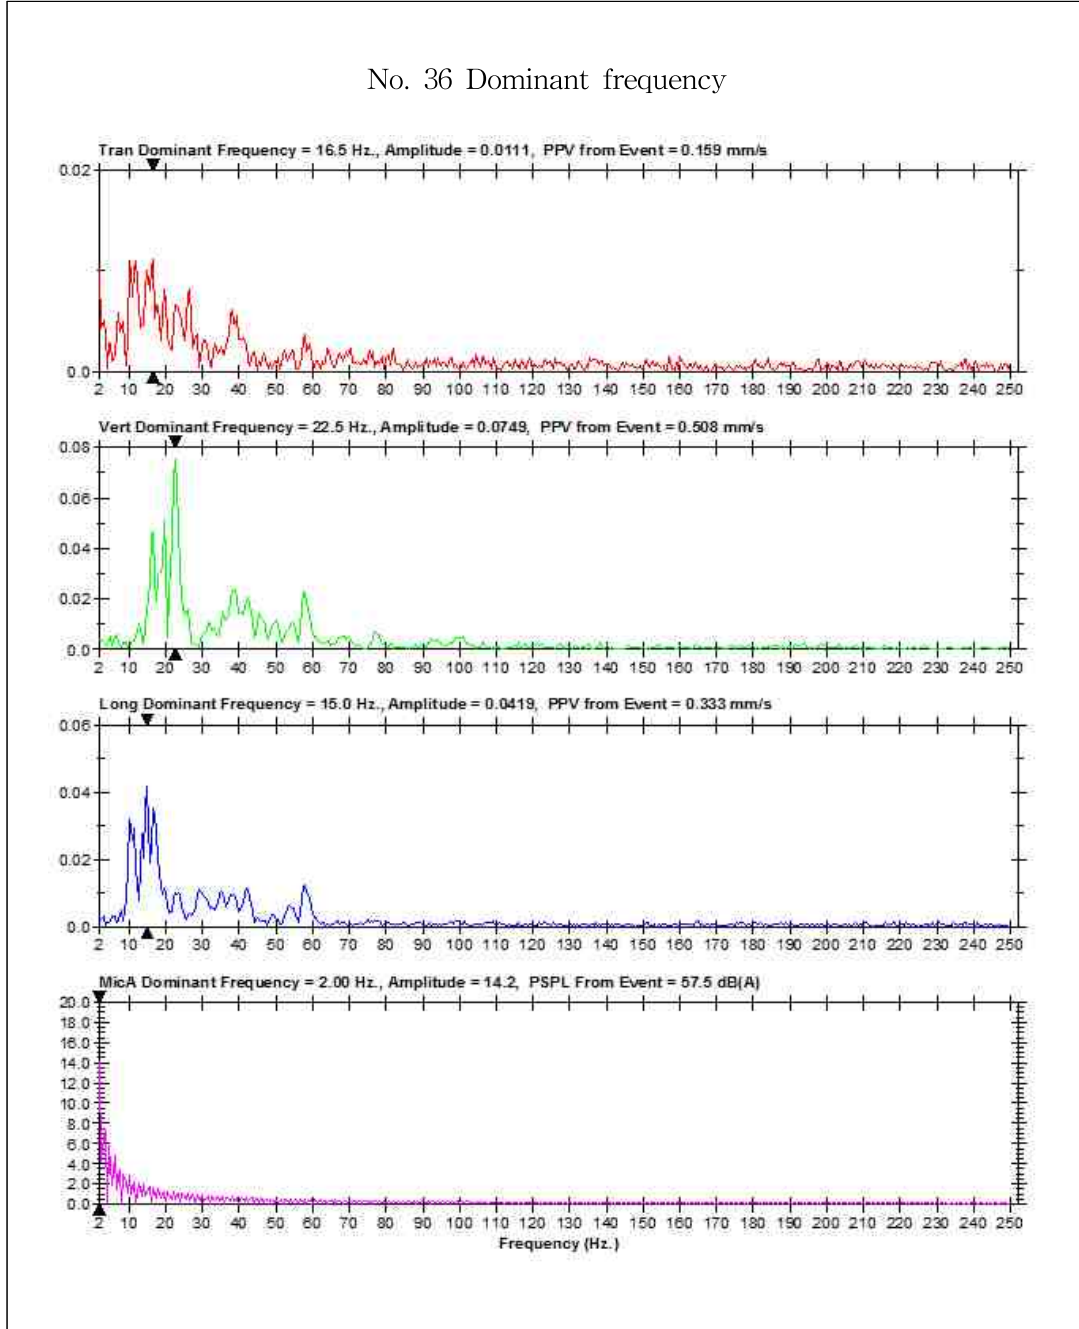 No. 36 Dominant frequency
Tran Dominant Frequency = 16.5 Hz., Amplitude = 0.0111, PPV from Event = 0.159 mm/s
0.02
0.0
2 10 20 30 40 50 60 70 80 90 100 110 120 130 140 150 160 170 180 190 200 210 220 230 240 250
Vert Dominant Frequency = 22.5 Hz., Amplitude = 0.0749, PPV from Event = 0.508 mm/s
0.08
0.06
0.04
0.02
0.0
2 10 20 30 40 50 60 70 80 90 100 110 120 130 140 150 160 170 180 190 200 210 220 230 240 250
Long Dominant Frequency = 15.0 Hz., Amplitude = 0.0419, PPV from Event = 0.333 mm/s
0.06
0.04
0.02
0.0
2 10 20 30 40 50 60 70 80 90 100 110 120 130 140 150 160 170 180 190 200 210 220 230 240 250
MicA Dominant Frequency = 2.00 Hz., Amplitude = 14.2, PSPL From Event = 57.5 dB(A)
20.0
18.0
16.0
14.0
12.0
10.0
8.0
6.0
4.0
2.0
0.0
2 10 20 30 40 50 60 70 80 90 100 110 120 130 140 150 160 170 180 190 200 210 220 230 240 250
Frequency (Hz.)